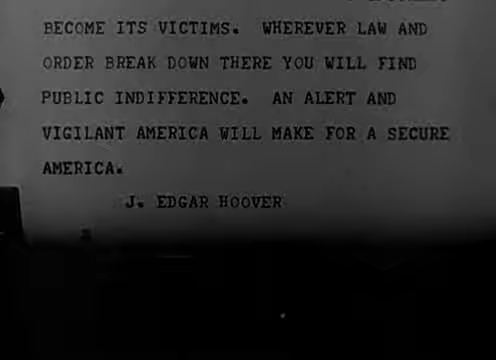 BECOME ITS VICTIMS. WHEREVER LAW AND
ORDER BREAK DOWN THERE YOU WILL FIND
PUBLIC INDIFFERENCE. AN ALERT AND
VIGILANT AMERICA WILL MAKE FOR A SECURE
AMERICA.
J. EDGAR HOOVER